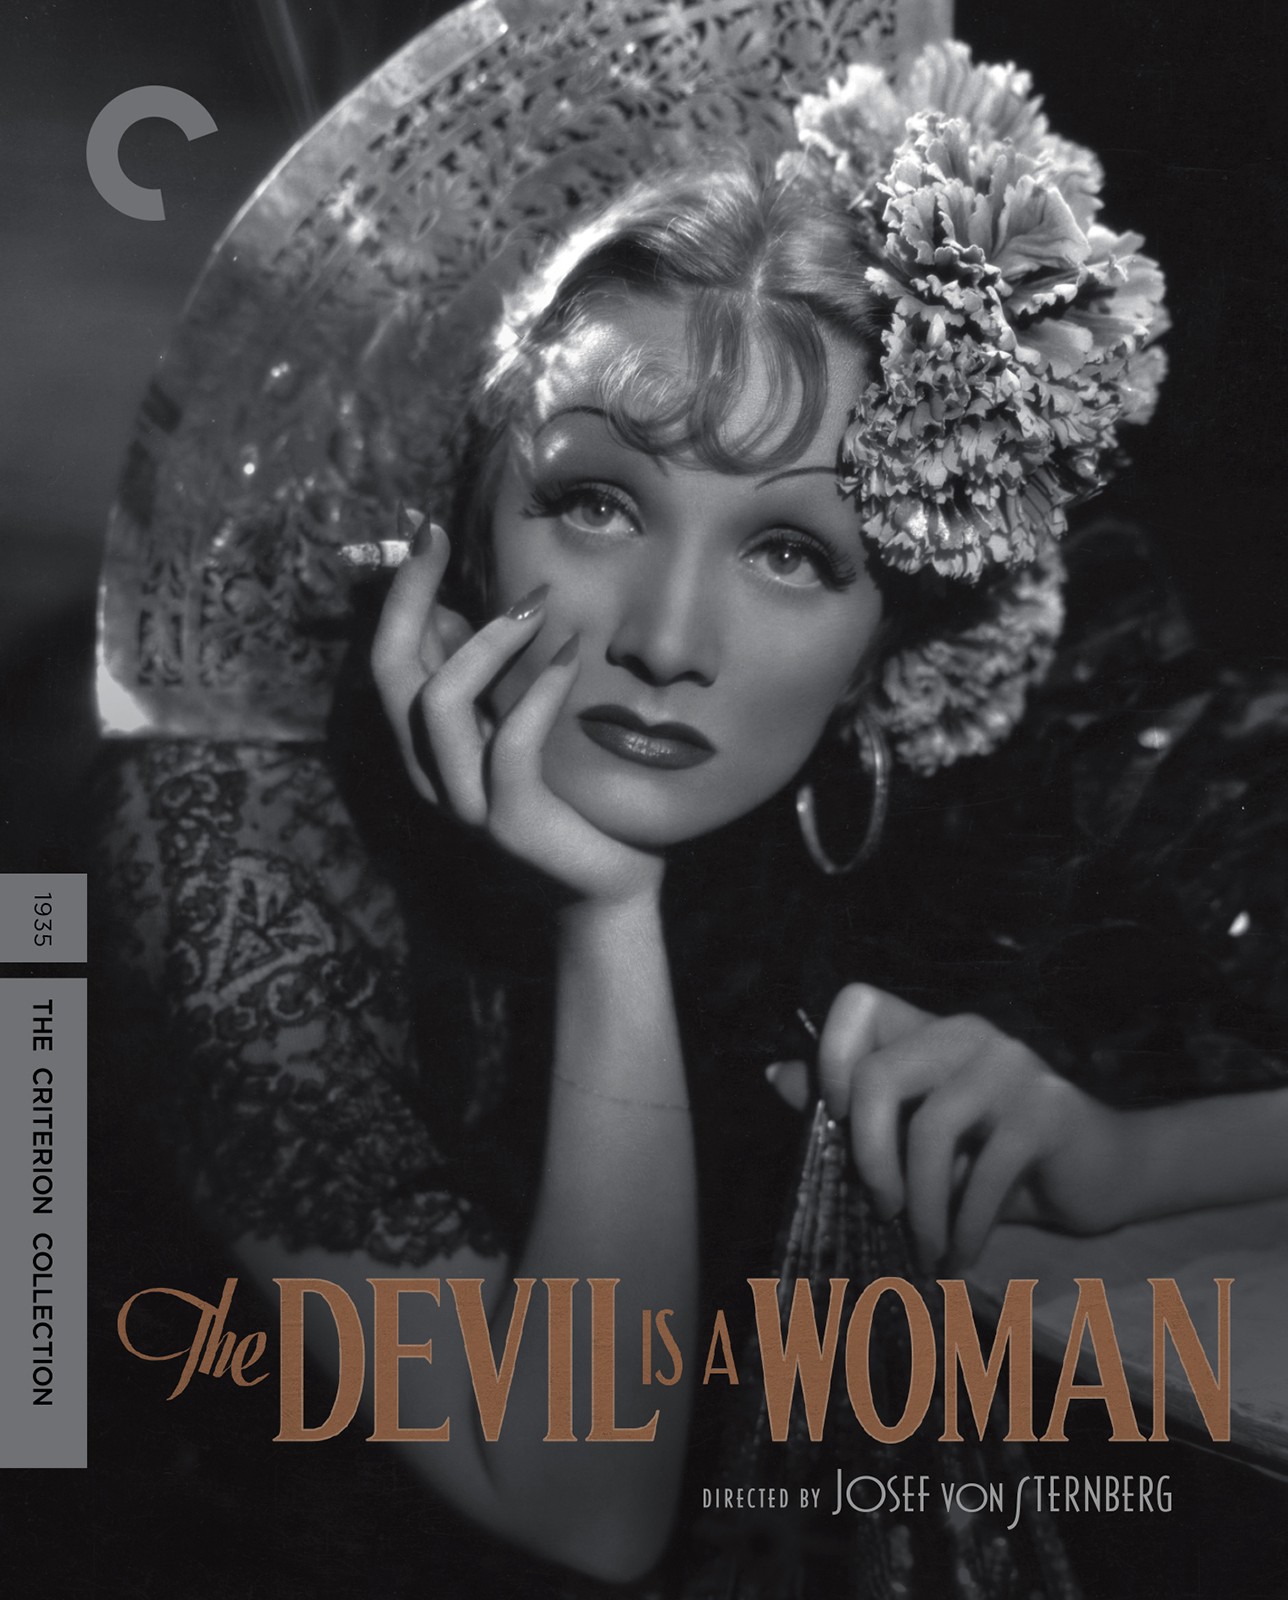 1935
THE CRITERION COLLECTION
The DEVIL IS A WOMAN
DIRECTED BY JOSEF VON STERNBERG